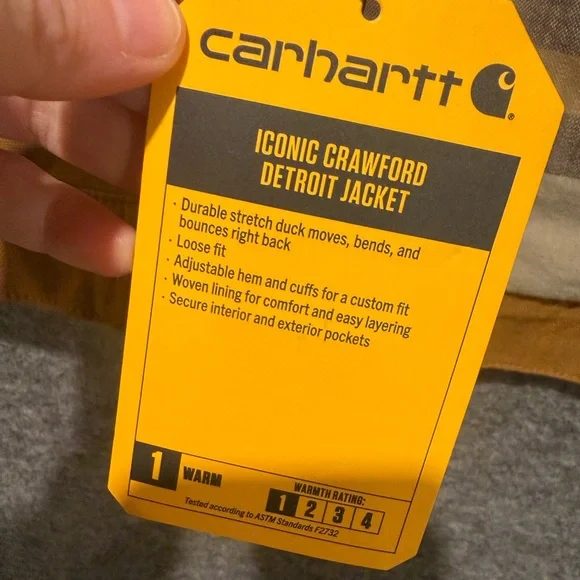 carhartt
ICONIC CRAWFORD
DETROIT JACKET
· Durable stretch duck moves, bends, and
bounces right back
· Loose fit
· Adjustable hem and cuffs for a custom fit
· Woven lining for comfort and easy layering
· Secure interior and exterior pockets
1 WARM
WARMTH RATING:
1 2 3 4
Tested according to ASTM Standards F2732